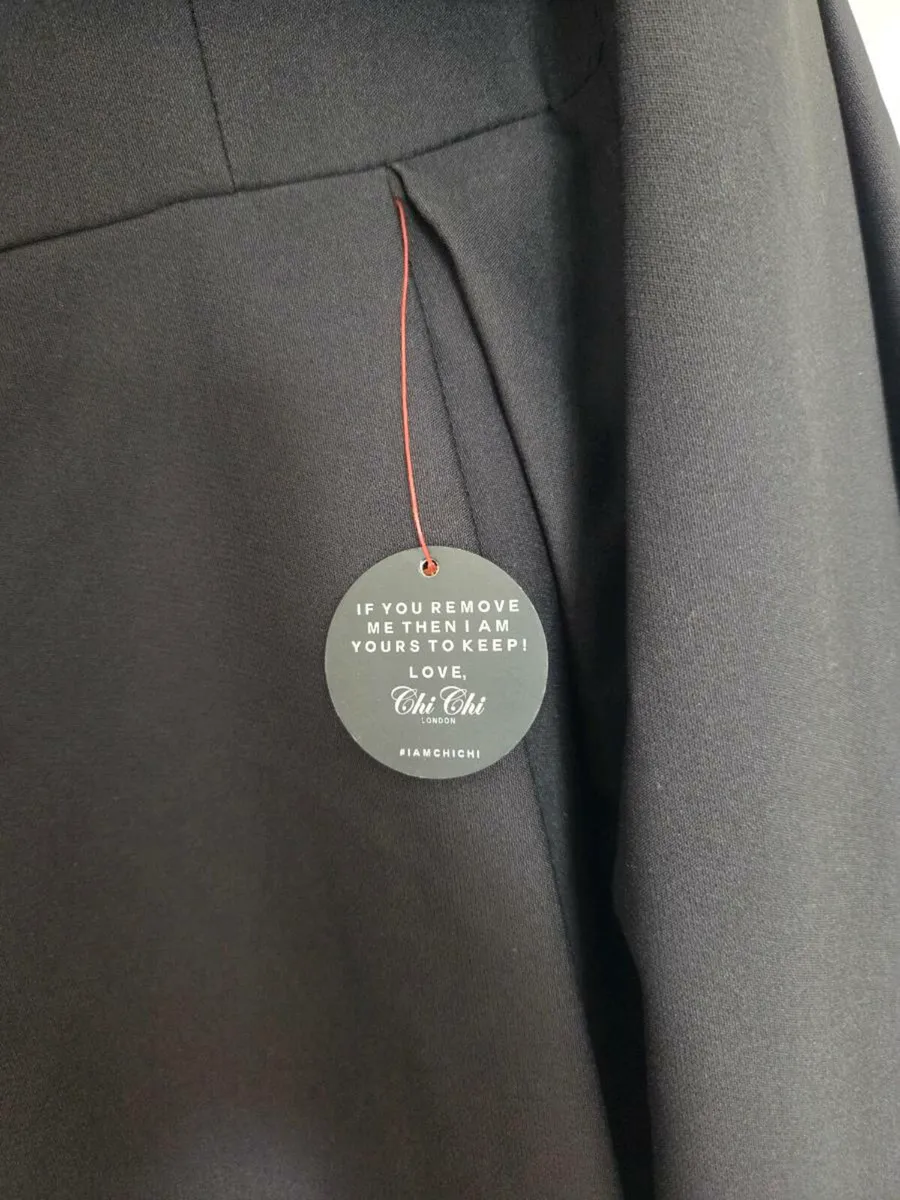 IF YOU REMOVE
ME THEN I AM
YOURS TO KEEP!
LOVE,
Chi Chi
LONDON
#IAMCHICHI